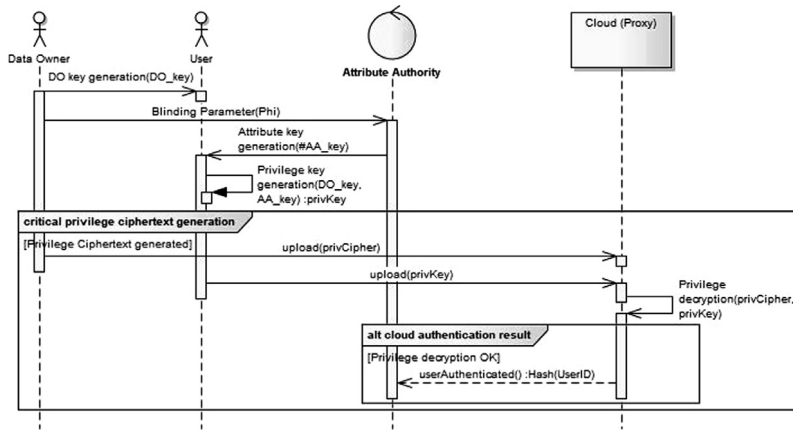 Cloud (Proxy)
Data Owner
User
Attribute Authority
DO key generation(DO_key)
Blinding Parameter(Phi)
Attribute key
generation(#AA_key)
Privilege key
generation(DO_key,
AA_key) :privKey
critical privilege ciphertext generation
[Privilege Ciphertext generated]
upload(privCipher)
upload(privKey)
Privilege
decryption(privCipher,
privKey)
alt cloud authentication result
[Privilege decryption OK]
userAuthenticated() :Hash(UserID)